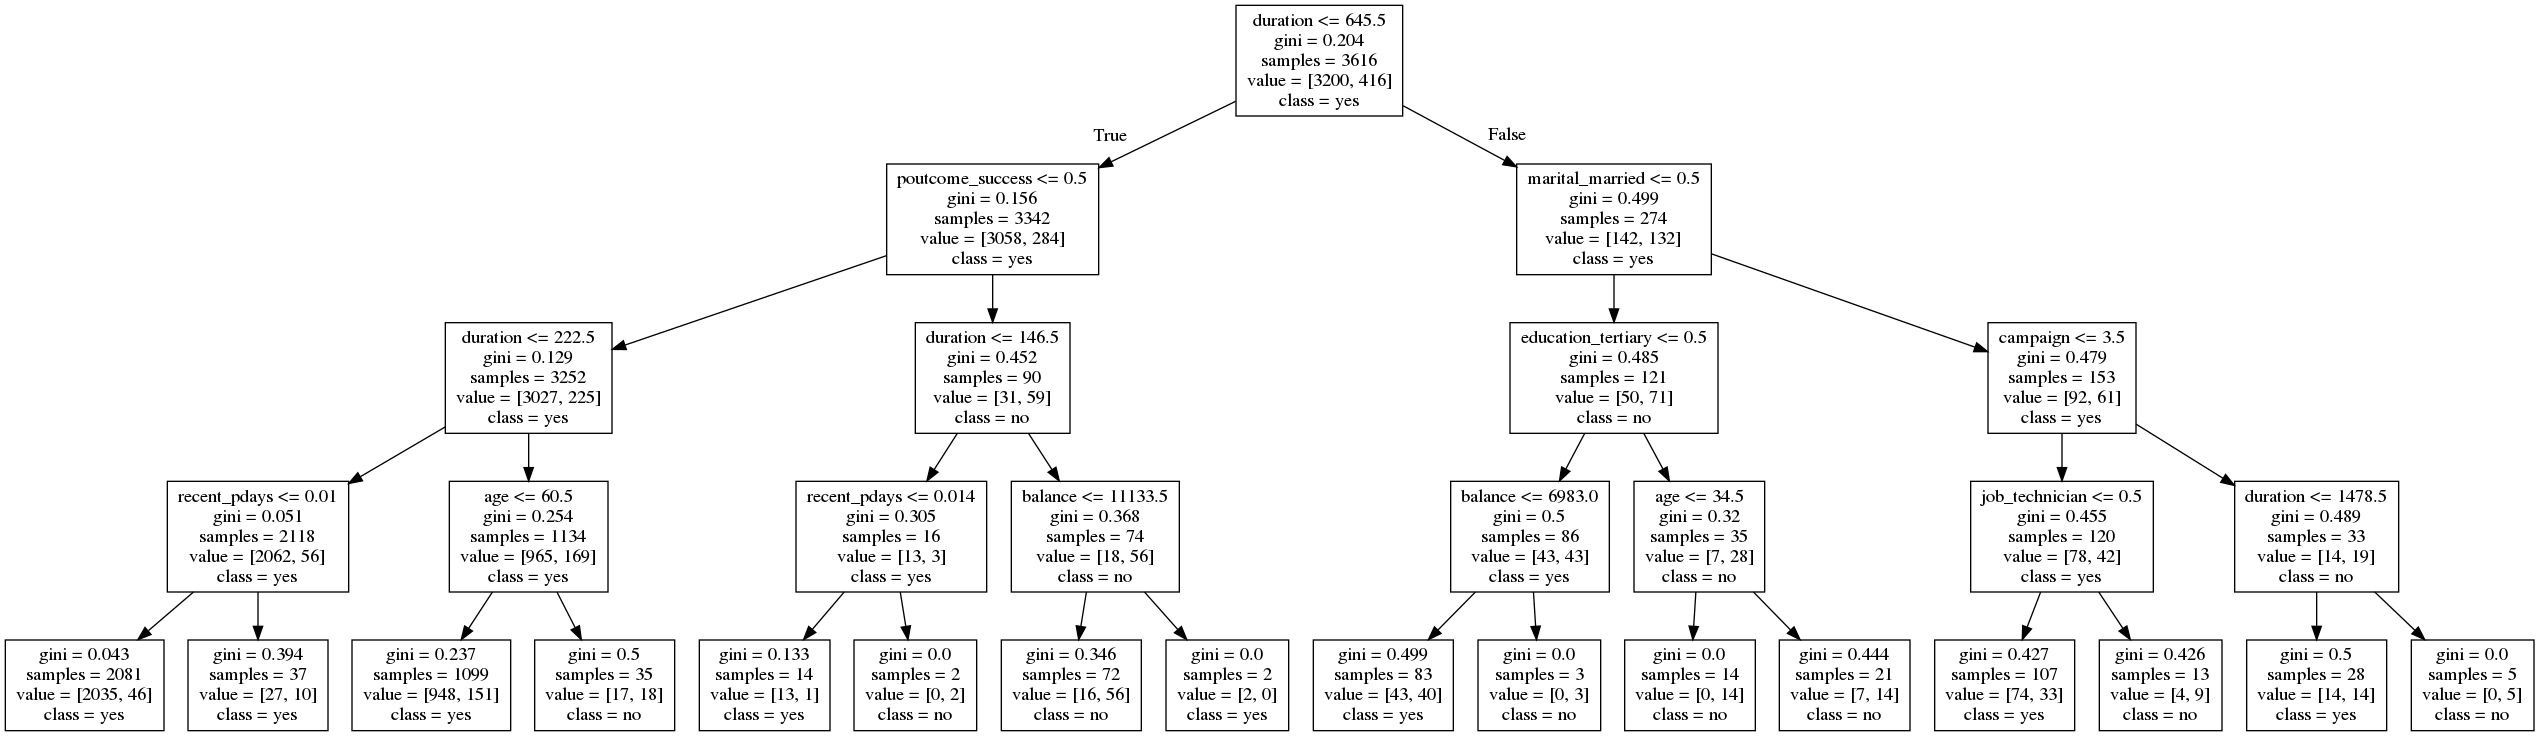 duration <= 645.5
gini = 0.204
samples = 3616
value = [3200, 416]
class = yes
True
False
poutcome_success <= 0.5
gini = 0.156
samples = 3342
value = [3058, 284]
class = yes
marital_married <= 0.5
gini = 0.499
samples = 274
value = [142, 132]
class = yes
duration <= 222.5
gini = 0.129
samples = 3252
value = [3027, 225]
class = yes
duration <= 146.5
gini = 0.452
samples = 90
value = [31, 59]
class = no
education_tertiary <= 0.5
gini = 0.485
samples = 121
value = [50, 71]
class = no
campaign <= 3.5
gini = 0.479
samples = 153
value = [92, 61]
class = yes
recent_pdays <= 0.01
gini = 0.051
samples = 2118
value = [2062, 56]
class = yes
age <= 60.5
gini = 0.254
samples = 1134
value = [965, 169]
class = yes
recent_pdays <= 0.014
gini = 0.305
samples = 16
value = [13, 3]
class = yes
balance <= 11133.5
gini = 0.368
samples = 74
value = [18, 56]
class = no
balance <= 6983.0
gini = 0.5
samples = 86
value = [43, 43]
class = yes
age <= 34.5
gini = 0.32
samples = 35
value = [7, 28]
class = no
job_technician <= 0.5
gini = 0.455
samples = 120
value = [78, 42]
class = yes
duration <= 1478.5
gini = 0.489
samples = 33
value = [14, 19]
class = no
gini = 0.043
samples = 2081
value = [2035, 46]
class = yes
gini = 0.394
samples = 37
value = [27, 10]
class = yes
gini = 0.237
samples = 1099
value = [948, 151]
class = yes
gini = 0.5
samples = 35
value = [17, 18]
class = no
gini = 0.133
samples = 14
value = [13, 1]
class = yes
gini = 0.0
samples = 2
value = [0, 2]
class = no
gini = 0.346
samples = 72
value = [16, 56]
class = no
gini = 0.0
samples = 2
value = [2, 0]
class = yes
gini = 0.499
samples = 83
value = [43, 40]
class = yes
gini = 0.0
samples = 3
value = [0, 3]
class = no
gini = 0.0
samples = 14
value = [0, 14]
class = no
gini = 0.444
samples = 21
value = [7, 14]
class = no
gini = 0.427
samples = 107
value = [74, 33]
class = yes
gini = 0.426
samples = 13
value = [4, 9]
class = no
gini = 0.5
samples = 28
value = [14, 14]
class = yes
gini = 0.0
samples = 5
value = [0, 5]
class = no